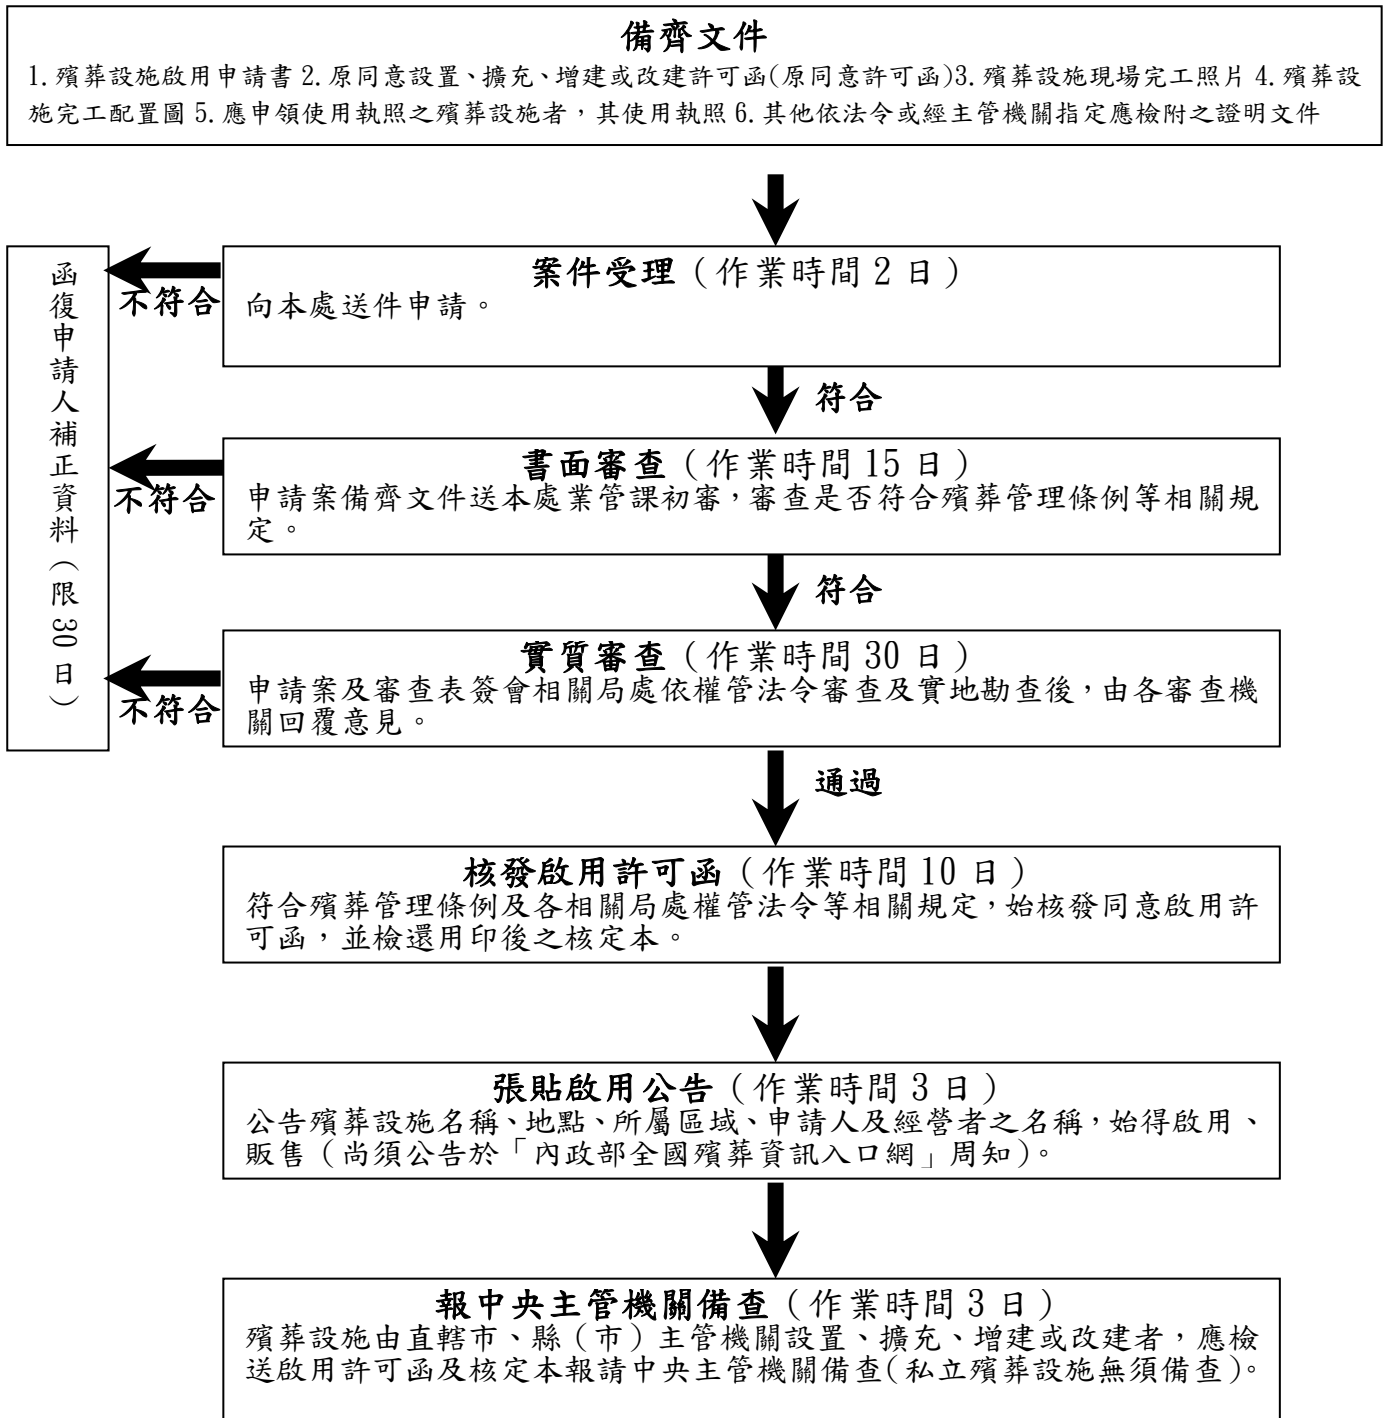 備齊文件
1.殯葬設施啟用申請書 2.原同意設置、擴充、增建或改建許可函(原同意許可函)3.殯葬設施現場完工照片 4.殯葬設
施完工配置圖 5.應申領使用執照之殯葬設施者，其使用執照 6.其他依法令或經主管機關指定應檢附之證明文件
函復申請人補正資料（限30日）
案件受理（作業時間 2 日）
向本處送件申請。
不符合
符合
書面審查（作業時間 15 日）
申請案備齊文件送本處業管課初審，審查是否符合殯葬管理條例等相關規
定。
不符合
符合
實質審查（作業時間 30 日）
申請案及審查表簽會相關局處依權管法令審查及實地勘查後，由各審查機
關回覆意見。
不符合
通過
核發啟用許可函（作業時間 10 日）
符合殯葬管理條例及各相關局處權管法令等相關規定，始核發同意啟用許
可函，並檢還用印後之核定本。
張貼啟用公告（作業時間 3 日）
公告殯葬設施名稱、地點、所屬區域、申請人及經營者之名稱，始得啟用、
販售（尚須公告於「內政部全國殯葬資訊入口網」周知）。
報中央主管機關備查（作業時間 3 日）
殯葬設施由直轄市、縣（市）主管機關設置、擴充、增建或改建者，應檢
送啟用許可函及核定本報請中央主管機關備查(私立殯葬設施無須備查)。